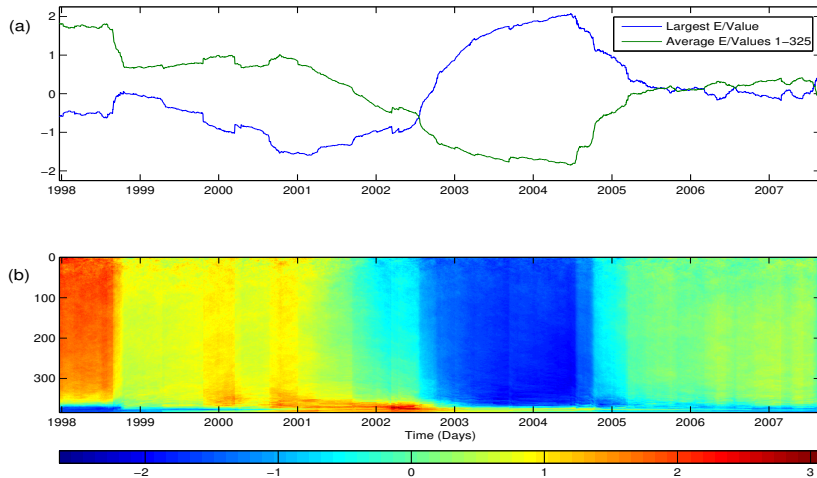 (a)
2
1
0
−1
−2
Largest E/Value
Average E/Values 1−325
1998 1999 2000 2001 2002 2003 2004 2005 2006 2007
(b)
0
100
200
300
1998 1999 2000 2001 2002 2003 2004 2005 2006 2007
Time (Days)
−2 −1 0 1 2 3